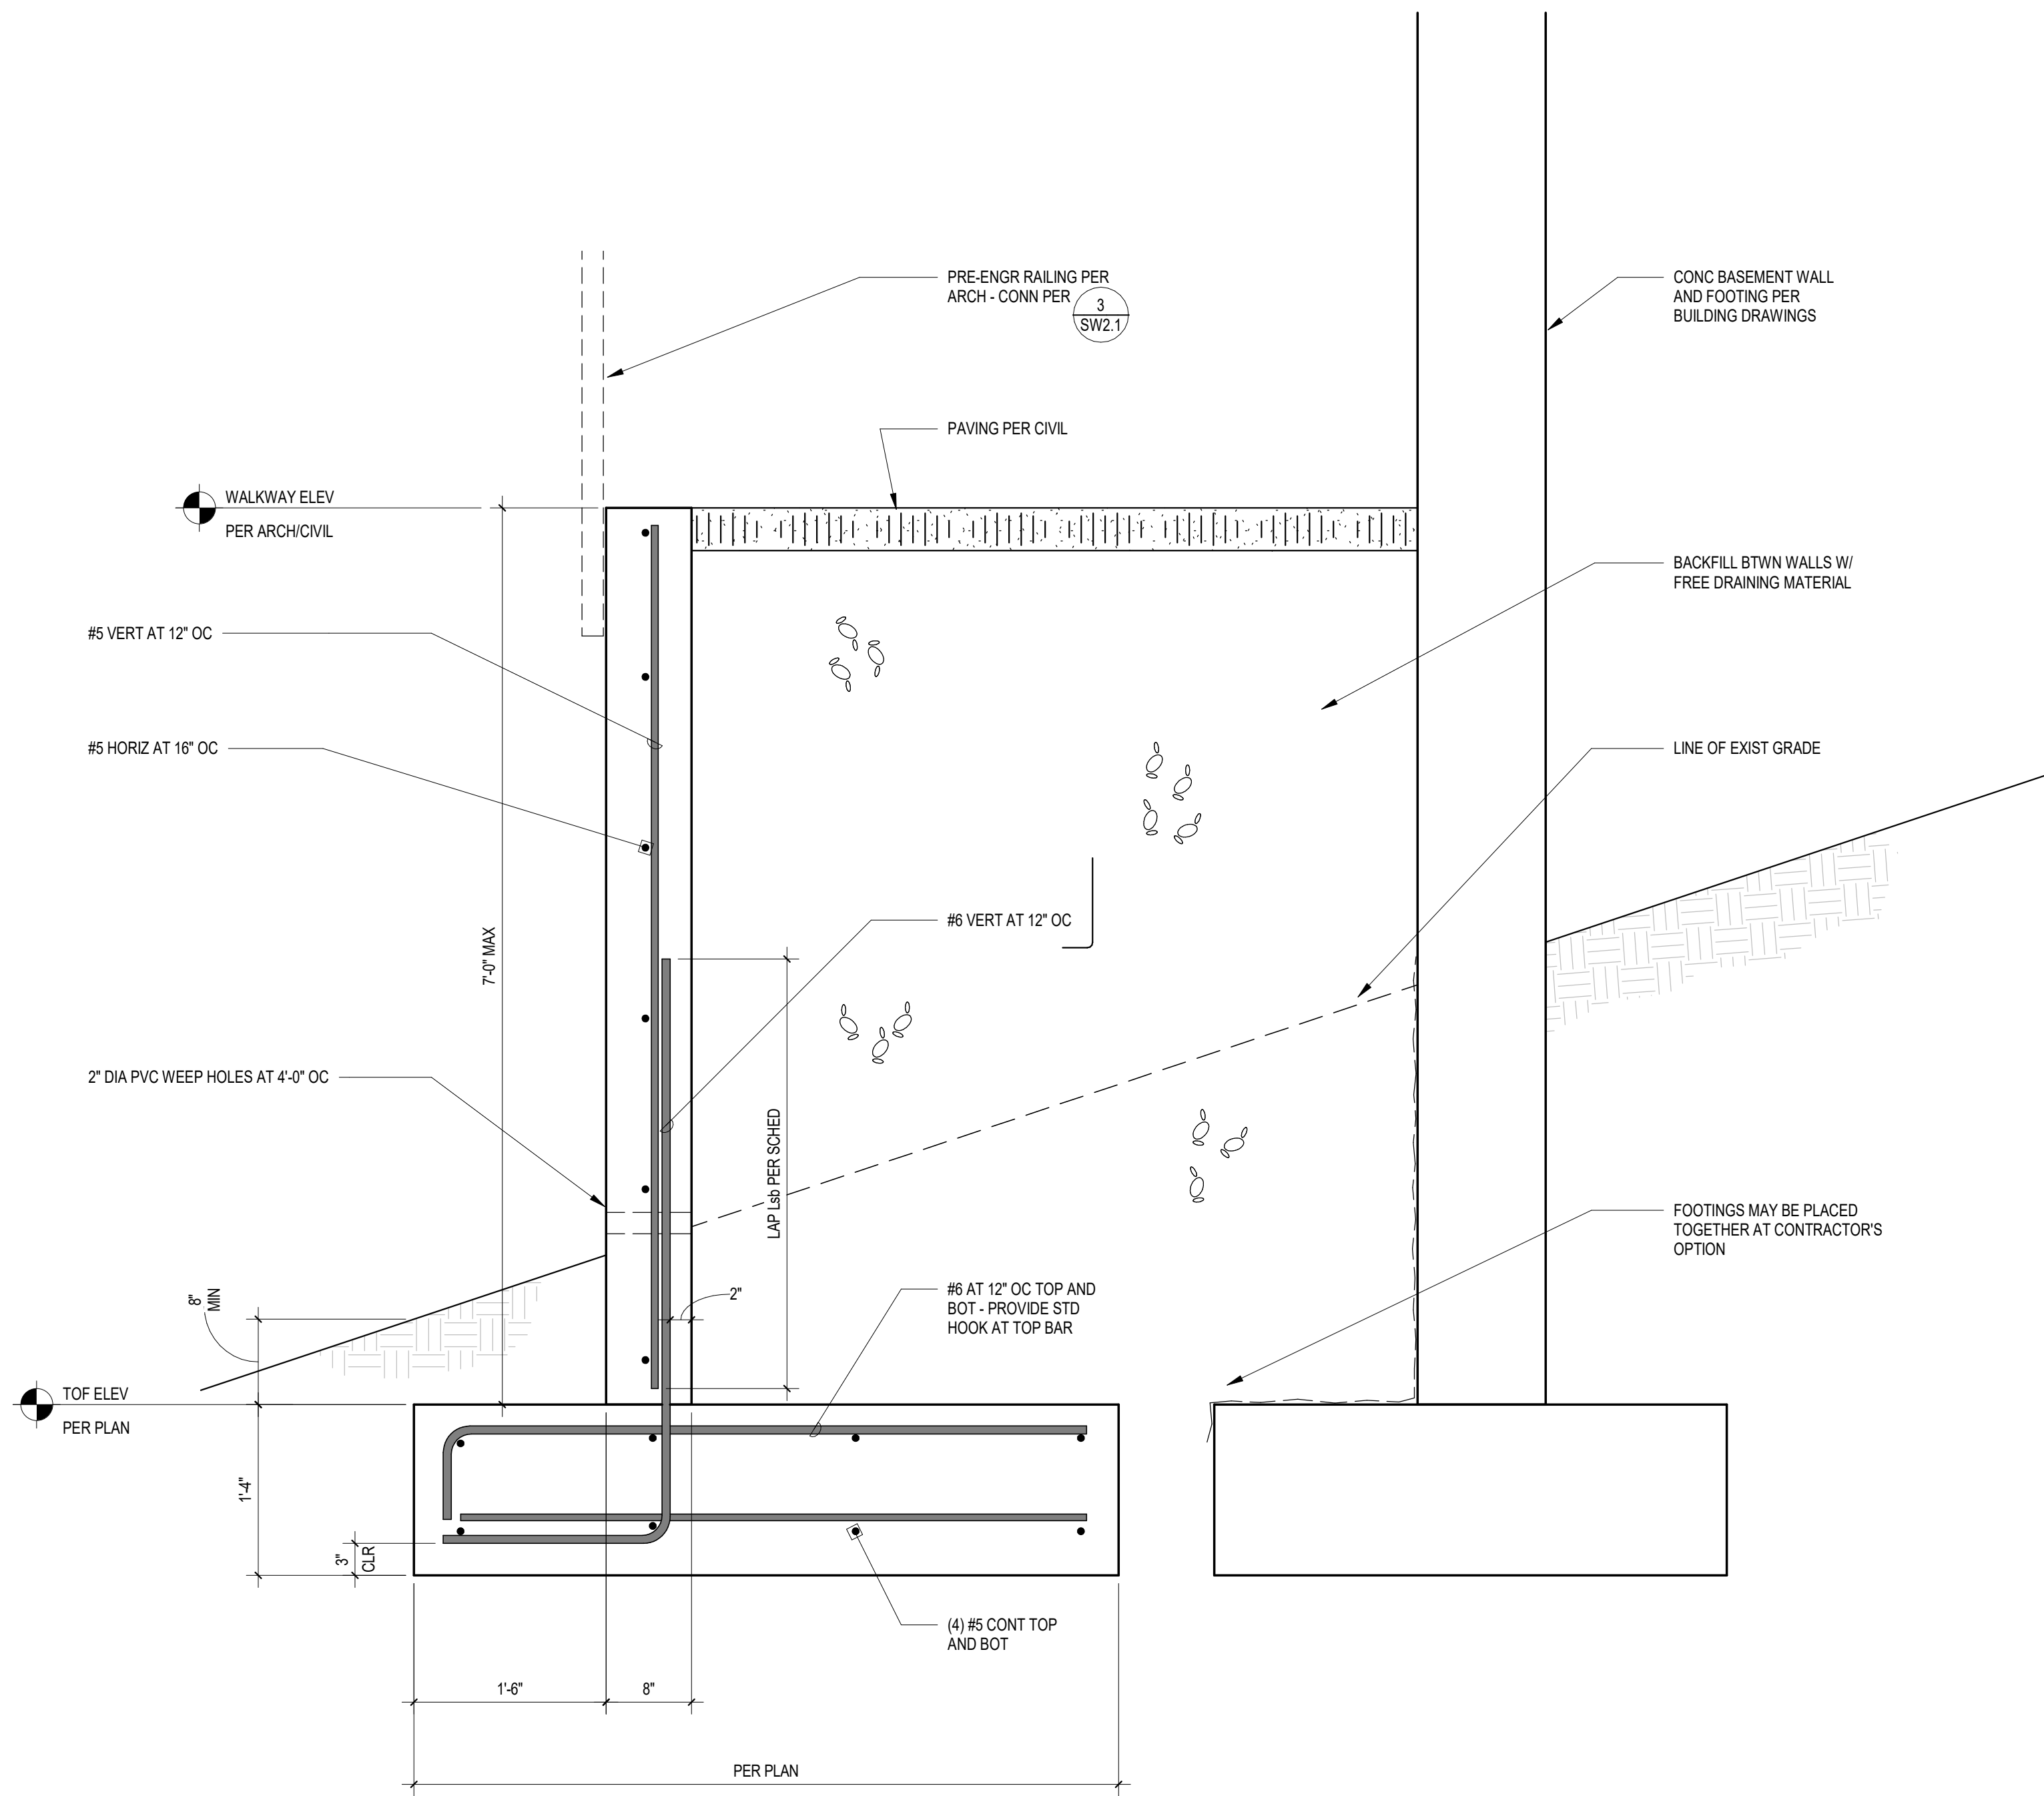 PRE-ENGR RAILING PER
ARCH - CONN PER
3
SW2.1
CONC BASEMENT WALL
AND FOOTING PER
BUILDING DRAWINGS
PAVING PER CIVIL
WALKWAY ELEV
PER ARCH/CIVIL
BACKFILL BTWN WALLS W/
FREE DRAINING MATERIAL
#5 VERT AT 12" OC
#5 HORIZ AT 16" OC
LINE OF EXIST GRADE
#6 VERT AT 12" OC
7'-0" MAX
2" DIA PVC WEEP HOLES AT 4'-0" OC
LAP Lsb PER SCHED
FOOTINGS MAY BE PLACED
TOGETHER AT CONTRACTOR'S
OPTION
8"
MIN
2"
#6 AT 12" OC TOP AND
BOT - PROVIDE STD
HOOK AT TOP BAR
TOF ELEV
PER PLAN
1'-4"
3"
CLR
(4) #5 CONT TOP
AND BOT
1'-6"
8"
PER PLAN